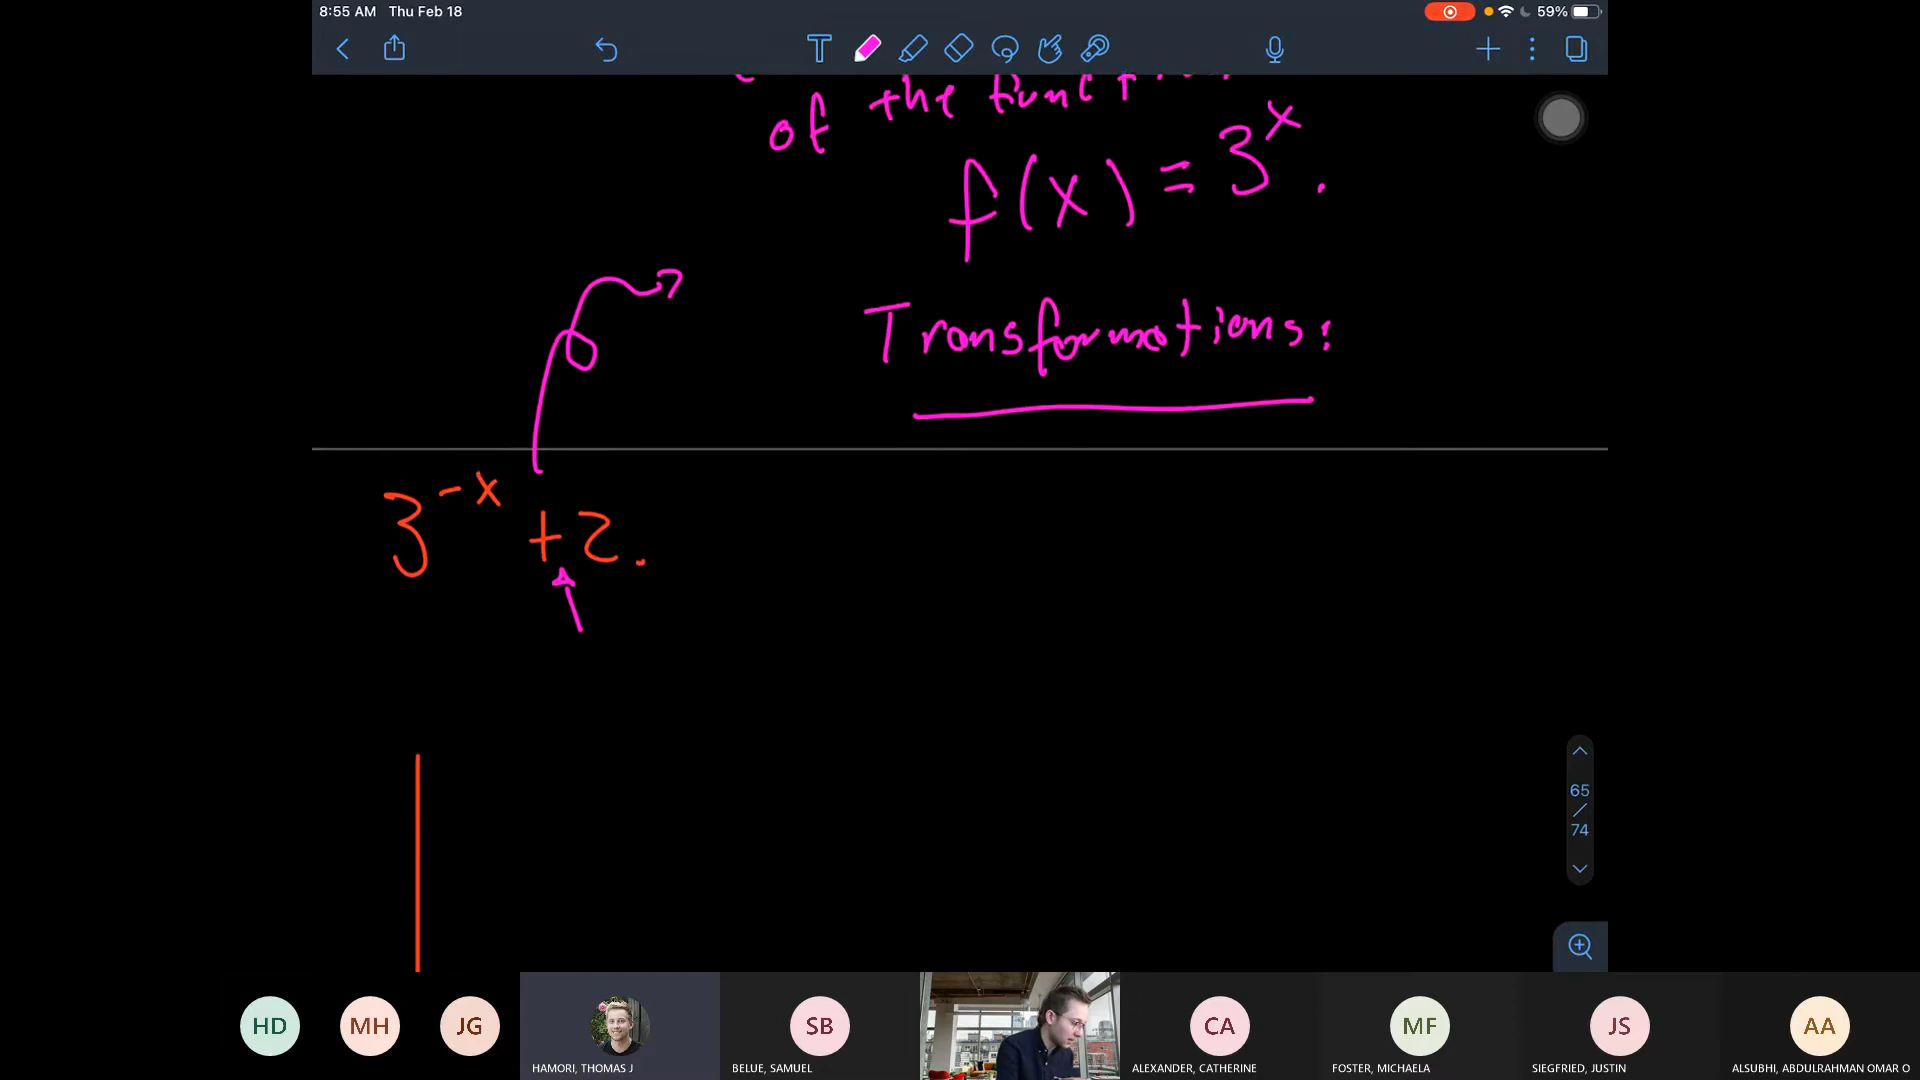 8:55 AM Thu Feb 18
59%
of the
f(x) = 3^x.
Transformations:
3^-x + 2.
65
/
74
HD
MH
JG
SB
CA
MF
JS
AA
HAMORI, THOMAS J
BELUE, SAMUEL
ALEXANDER, CATHERINE
FOSTER, MICHAELA
SIEGFRIED, JUSTIN
ALSUBHI, ABDULRAHMAN OMAR O